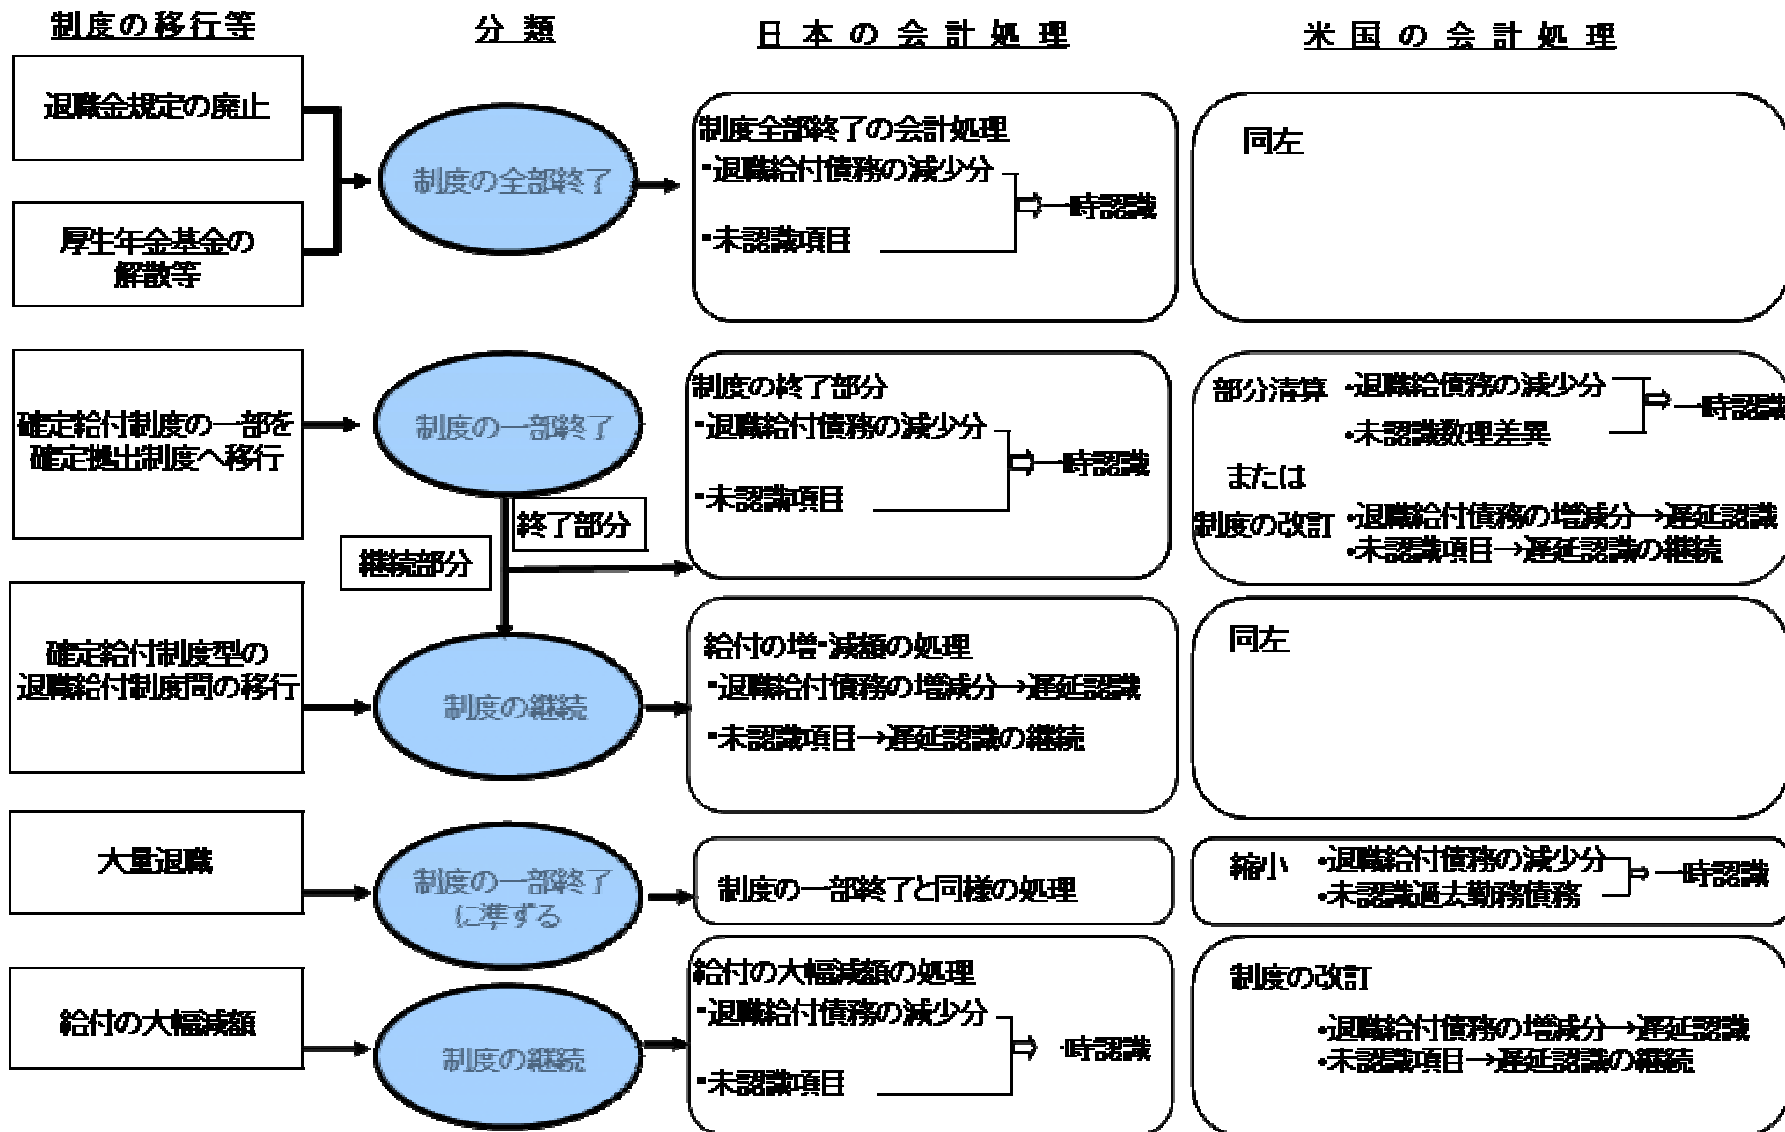 制度の移行等
分類
日本の会計処理
米国の会計処理
退職金規定の廃止
厚生年金基金の
解散等
制度の全部終了
制度全部終了の会計処理
・退職給付債務の減少分
・未認識項目
一時認識
同左
確定給付制度の一部を
確定拠出制度へ移行
制度の一部終了
終了部分
継続部分
制度の終了部分
・退職給付債務の減少分
・未認識項目
一時認識
部分清算
・退職給債務の減少分
・未認識数理差異
一時認識
または
制度の改訂
・退職給付債務の増減分→遅延認識
・未認識項目→遅延認識の継続
確定給付制度型の
退職給付制度間の移行
制度の継続
給付の増・減額の処理
・退職給付債務の増減分→遅延認識
・未認識項目→遅延認識の継続
同左
大量退職
制度の一部終了
に準ずる
制度の一部終了と同様の処理
縮小
・退職給付債務の減少分
・未認識過去勤務債務
一時認識
給付の大幅減額
制度の継続
給付の大幅減額の処理
・退職給付債務の減少分
・未認識項目
一時認識
制度の改訂
・退職給付債務の増減分→遅延認識
・未認識項目→遅延認識の継続